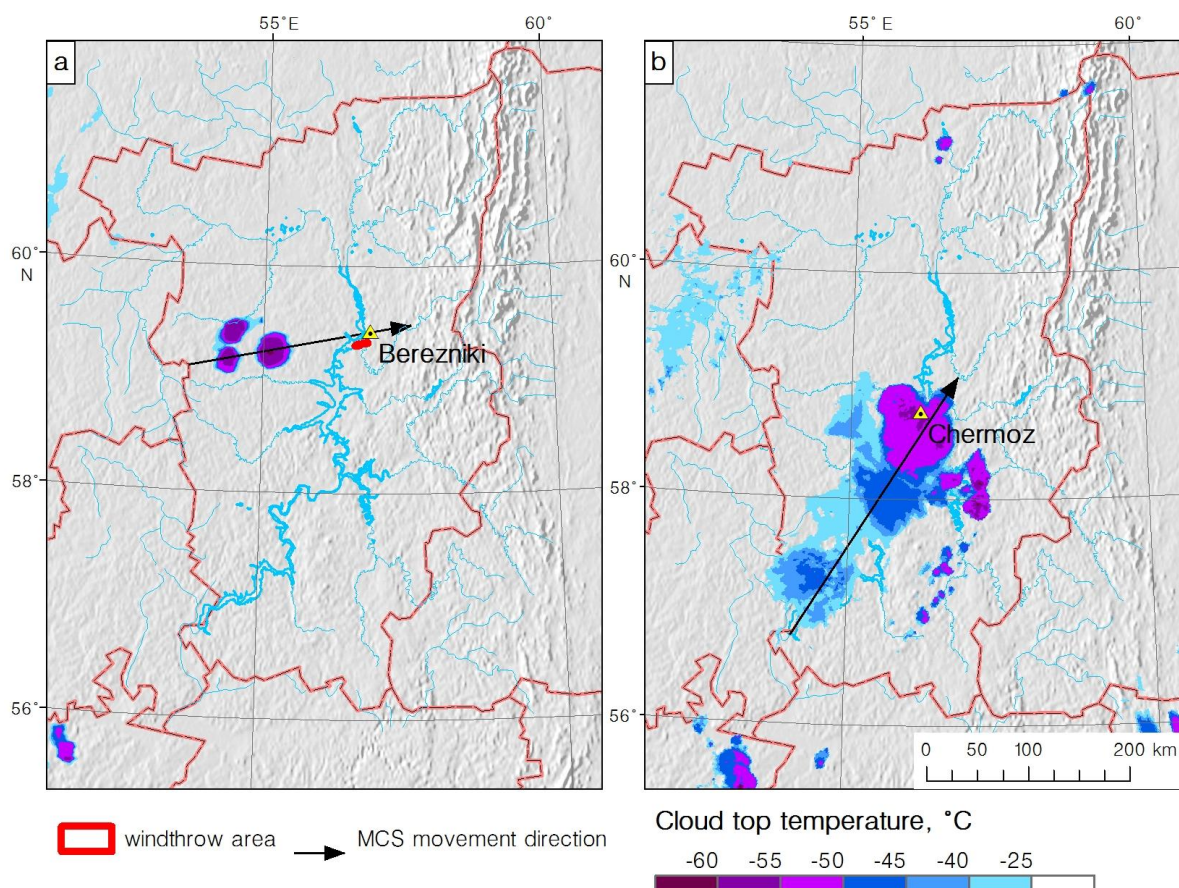 55˚E 60˚ 55˚E 60˚
a b
60˚
N
60˚
N
Berezniki
Chermoz
58˚ 58˚
56˚ 56˚
0 50 100 200 km
windthrow area MCS movement direction
Cloud top temperature, ˚C
-60 -55 -50 -45 -40 -25